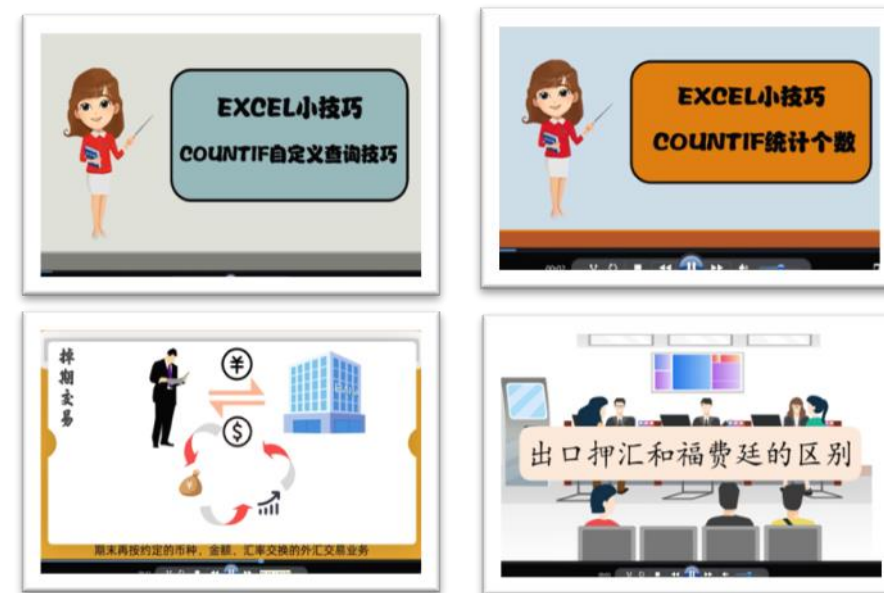 EXCEL小技巧
COUNTIF自定义查询技巧
EXCEL小技巧
COUNTIF统计个数
掉期交易
¥
$
¥
期末再按约定的币种、金额、汇率交换的外汇交易业务
出口押汇和福费廷的区别